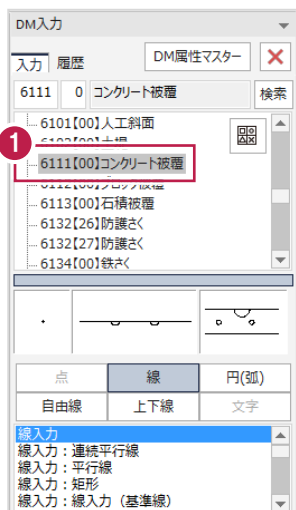 DM入力
入力 履歴 DM属性マスター
6111 0 コンクリート被覆 検索
6101【00】人工斜面
1
6111【00】コンクリート被覆
6113【00】石積被覆
6132【26】防護さく
6132【27】防護さく
6134【00】鉄さく
点 線 円(弧)
自由線 上下線 文字
線入力
線入力：連続平行線
線入力：平行線
線入力：矩形
線入力：線入力（基準線）